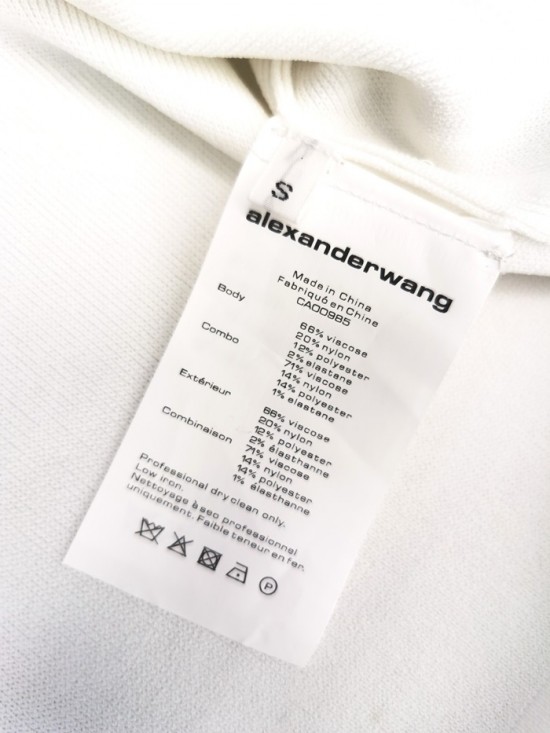 S
alexanderwang
Made in China
Fabriqué en Chine
CA00985
Body
66% viscose
20% nylon
12% polyester
2% elastane
Combo
71% viscose
14% nylon
14% polyester
1% elastane
Extérieur
66% viscose
20% nylon
12% polyester
2% élasthanne
Combinaison
71% viscose
14% nylon
14% polyester
1% élasthanne
Professional dry clean only.
Low iron.
Nettoyage à sec professionnel
uniquement. Faible teneur en fer.
P